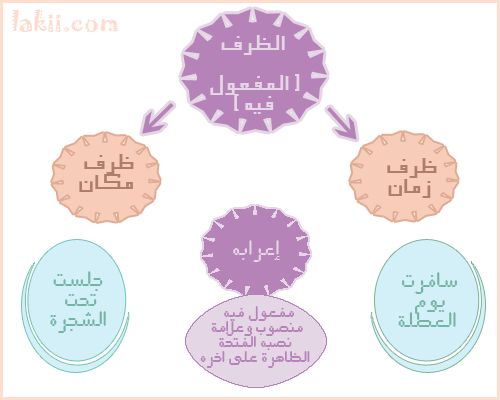 lakii.com
الظرف
[ المفعول
فيه ]
ظرف
زمان
ظرف
مكان
سافرت
يوم
العطلة
إعرابه
جلست
تحت
الشجرة
مفعول فيه
منصوب وعلامة
نصبه الفتحة
الظاهرة على اخره